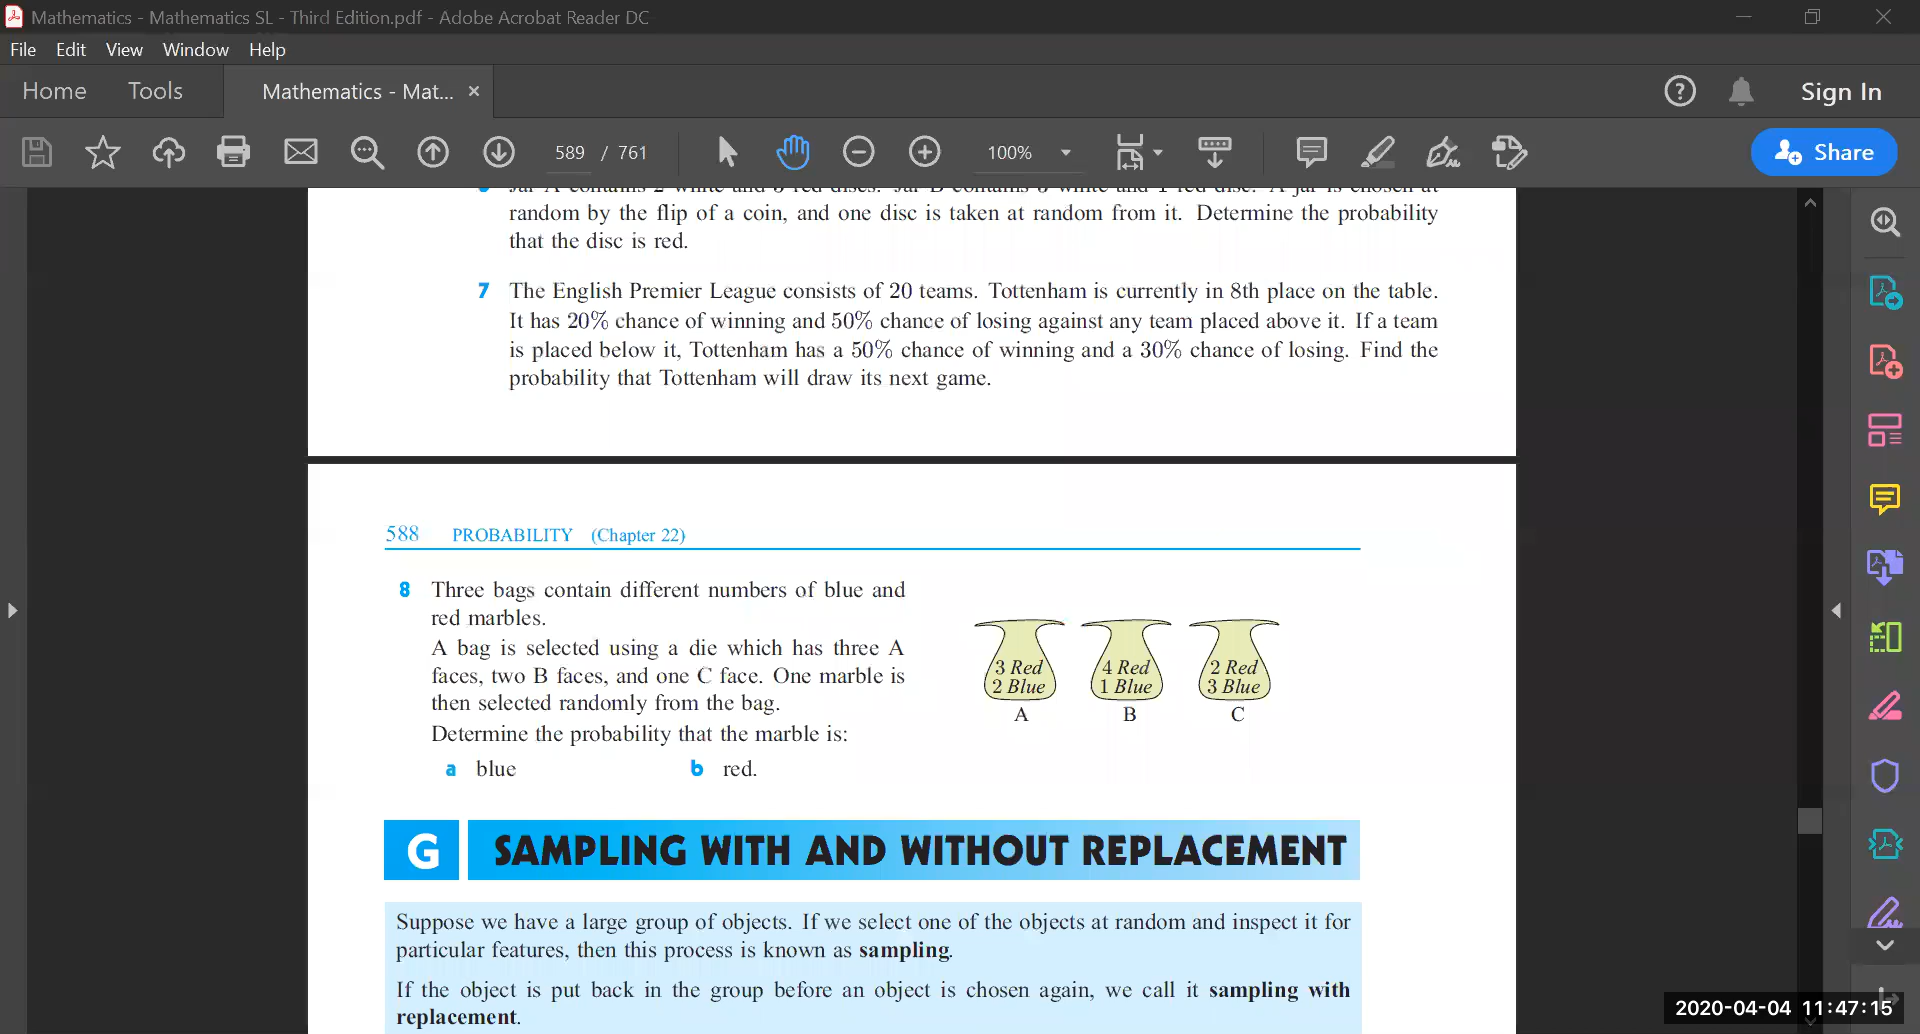 Mathematics - Mathematics SL - Third Edition.pdf - Adobe Acrobat Reader DC
File Edit View Window Help
Home Tools Mathematics - Mat... × Sign In
589 / 761 100% Share
random by the flip of a coin, and one disc is taken at random from it. Determine the probability
that the disc is red.
7 The English Premier League consists of 20 teams. Tottenham is currently in 8th place on the table.
It has 20% chance of winning and 50% chance of losing against any team placed above it. If a team
is placed below it, Tottenham has a 50% chance of winning and a 30% chance of losing. Find the
probability that Tottenham will draw its next game.
588 PROBABILITY (Chapter 22)
8 Three bags contain different numbers of blue and
red marbles.
A bag is selected using a die which has three A
faces, two B faces, and one C face. One marble is
then selected randomly from the bag.
Determine the probability that the marble is:
a blue b red.
3 Red 4 Red 2 Red
2 Blue 1 Blue 3 Blue
A B C
G SAMPLING WITH AND WITHOUT REPLACEMENT
Suppose we have a large group of objects. If we select one of the objects at random and inspect it for
particular features, then this process is known as sampling.
If the object is put back in the group before an object is chosen again, we call it sampling with
replacement.
2020-04-04 11:47:15